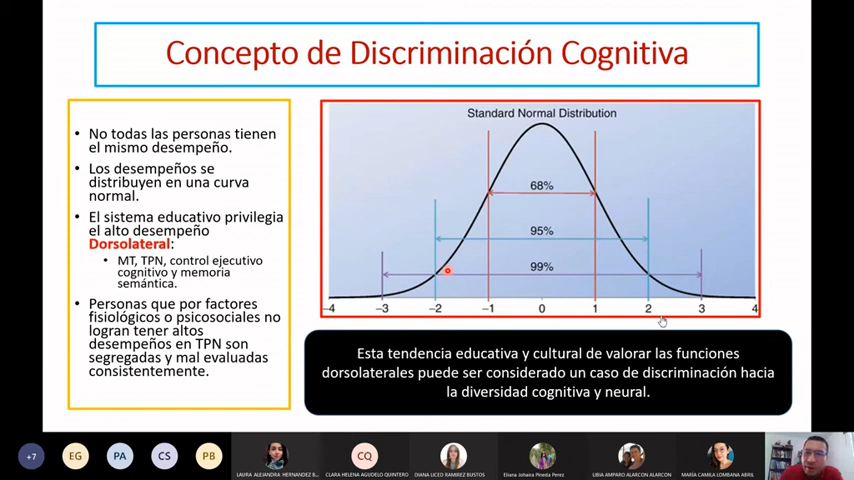 Concepto de Discriminación Cognitiva
• No todas las personas tienen
el mismo desempeño.
• Los desempeños se
distribuyen en una curva
normal.
• El sistema educativo privilegia
el alto desempeño
Dorsolateral:
• MT, TPN, control ejecutivo
cognitivo y memoria
semántica.
• Personas que por factores
fisiológicos o psicosociales no
logran tener altos
desempeños en TPN son
segregadas y mal evaluadas
consistentemente.
Standard Normal Distribution
68%
95%
99%
−4 −3 −2 −1 0 1 2 3 4
Esta tendencia educativa y cultural de valorar las funciones
dorsolaterales puede ser considerado un caso de discriminación hacia
la diversidad cognitiva y neural.
+7 EG PA CS PB CQ
LAURA ALEJANDRA HERNANDEZ B... CLARA HELENA AGUDELO QUINTERO DIANA LICED RAMIREZ BUSTOS Eliana Johaira Pineda Perez LIBIA AMPARO ALARCON ALARCON MARÍA CAMILA LOMBANA ABRIL